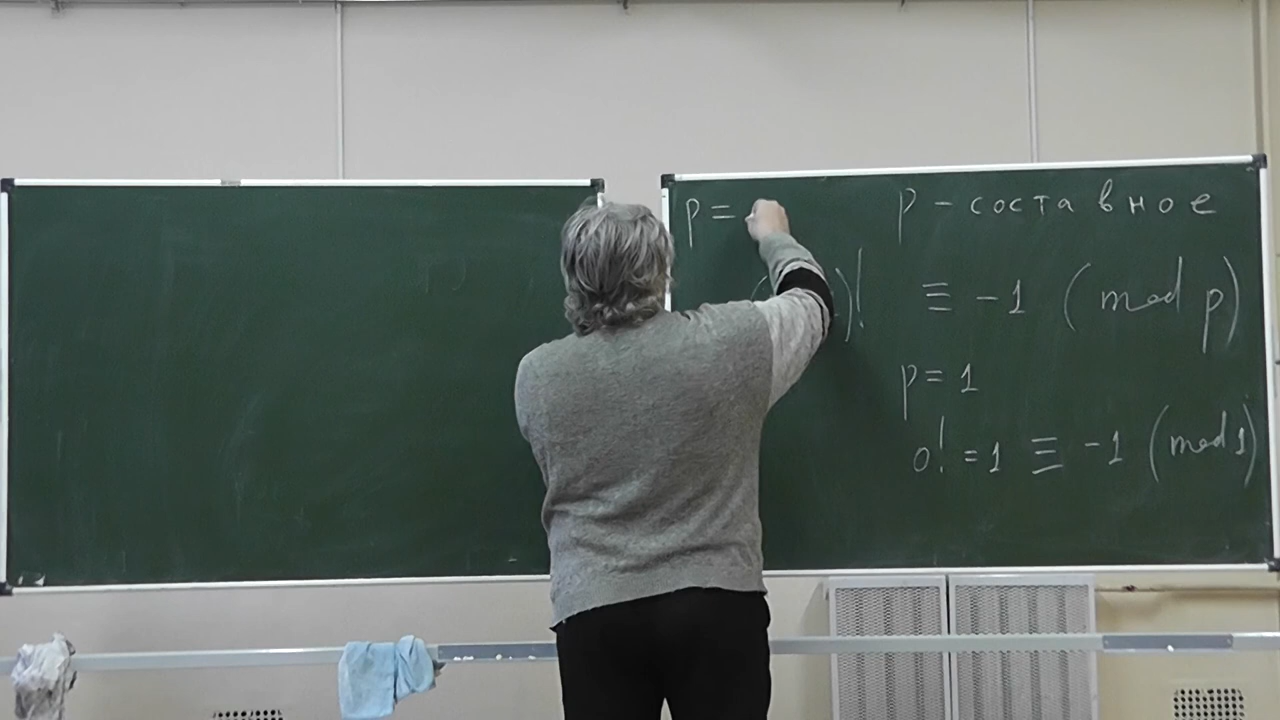 p = p - составное
( )! ≡ -1 (mod p)
p = 1
0! = 1 ≡ -1 (mod 1)